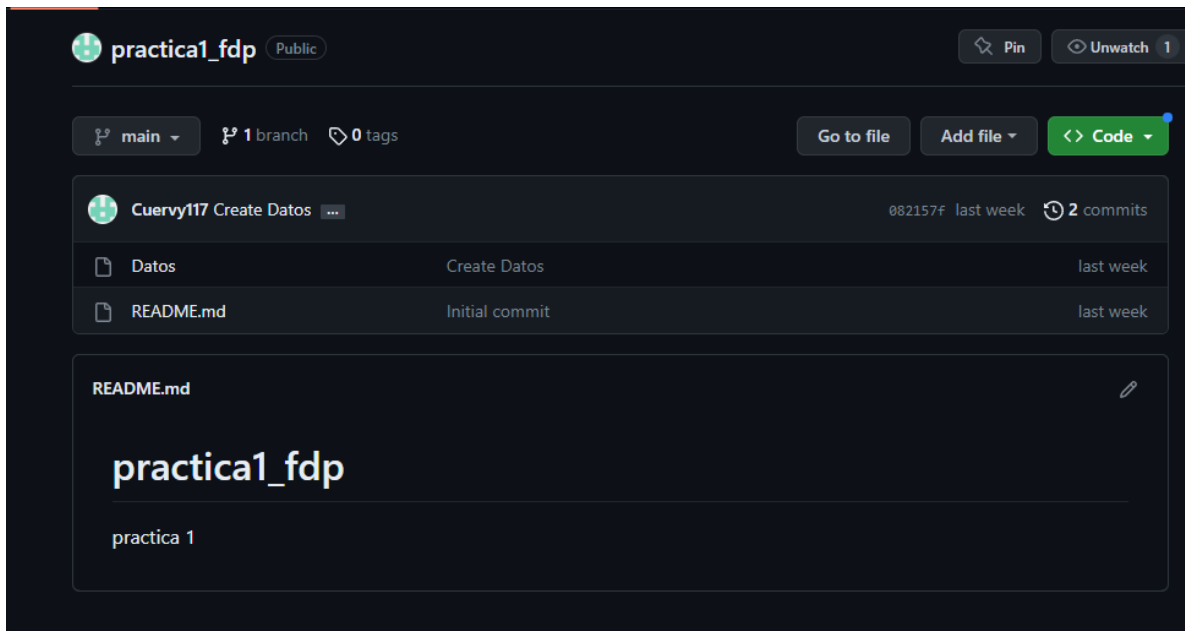 practica1_fdp Public Pin Unwatch 1
main 1 branch 0 tags Go to file Add file <> Code
Cuervy117 Create Datos ... 082157f last week 2 commits
Datos Create Datos last week
README.md Initial commit last week
README.md
practica1_fdp
practica 1